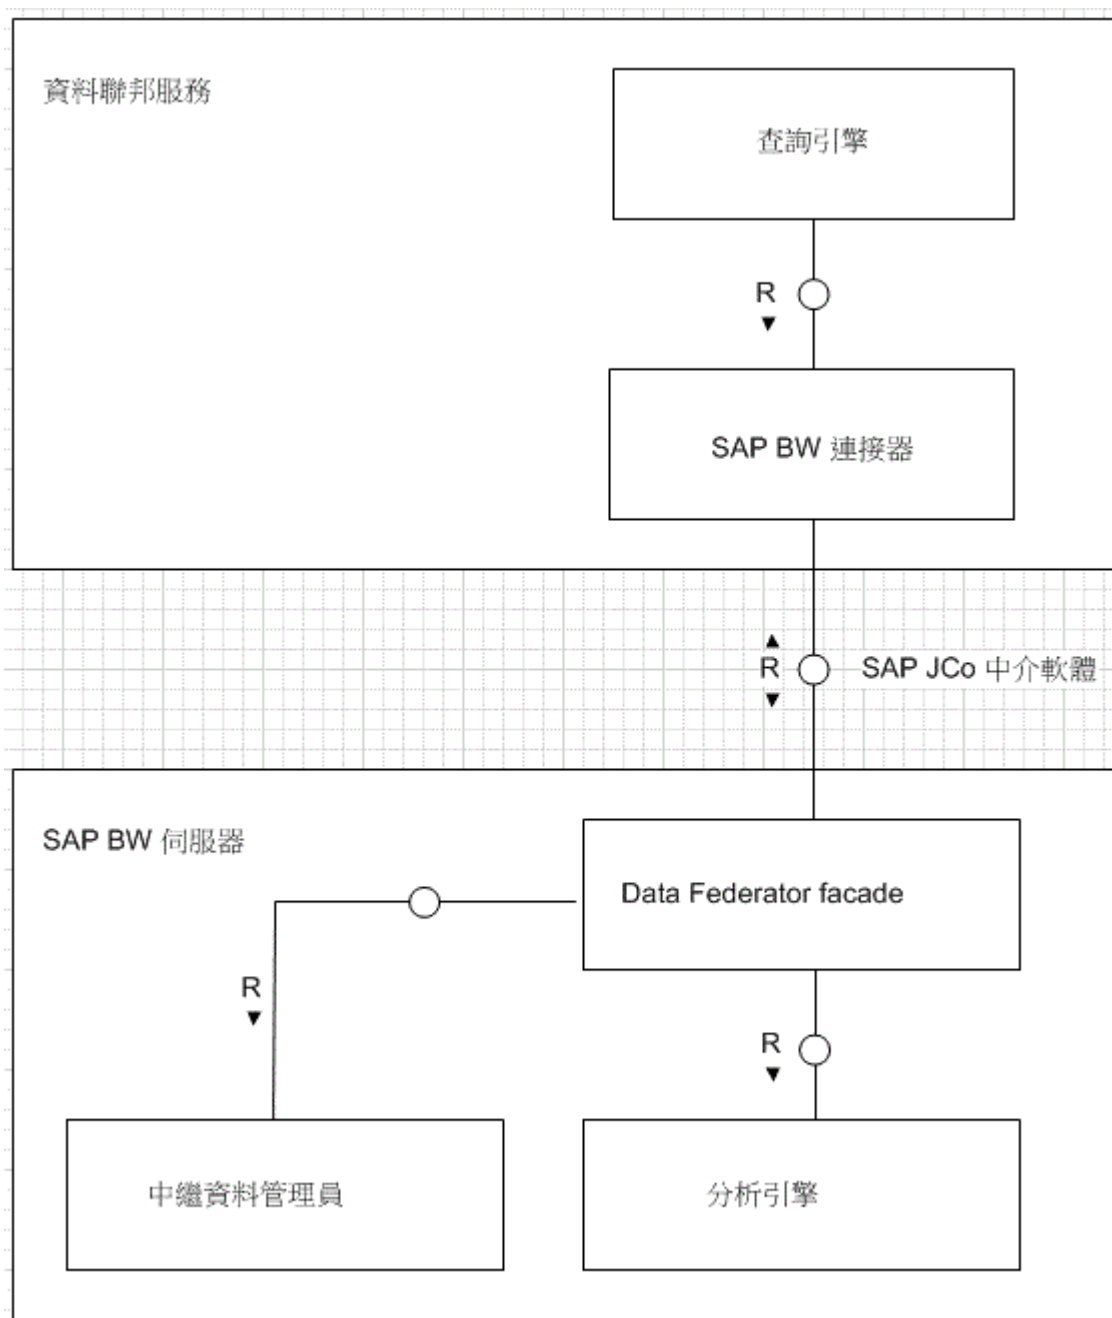 資料聯邦服務
查詢引擎
R
▼
SAP BW 連接器
▲
R
▼
SAP JCo 中介軟體
SAP BW 伺服器
Data Federator facade
R
▼
R
▼
中繼資料管理員
分析引擎